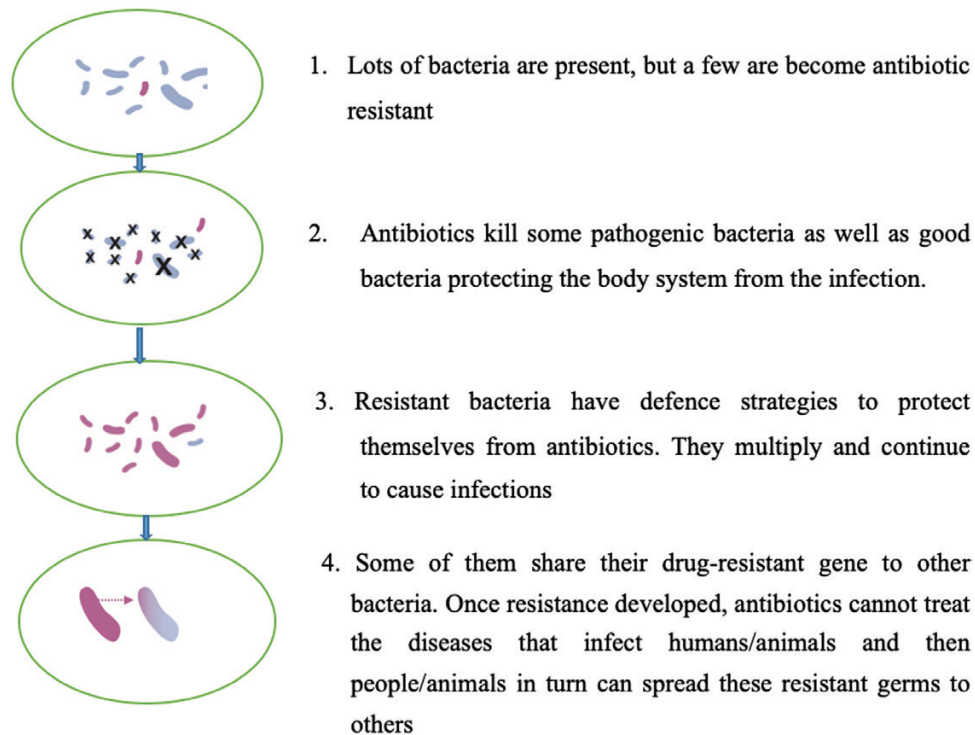 1. Lots of bacteria are present, but a few are become antibiotic
resistant
X X X X X X X X X X X
2. Antibiotics kill some pathogenic bacteria as well as good
bacteria protecting the body system from the infection.
3. Resistant bacteria have defence strategies to protect
themselves from antibiotics. They multiply and continue
to cause infections
4. Some of them share their drug-resistant gene to other
bacteria. Once resistance developed, antibiotics cannot treat
the diseases that infect humans/animals and then
people/animals in turn can spread these resistant germs to
others